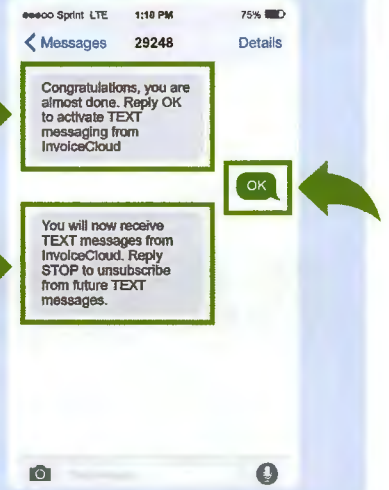 Sprint LTE 1:18 PM 75%
Messages 29248 Details
Congratulations, you are
almost done. Reply OK
to activate TEXT
messaging from
InvoiceCloud
OK
You will now receive
TEXT messages from
InvoiceCloud. Reply
STOP to unsubscribe
from future TEXT
messages.